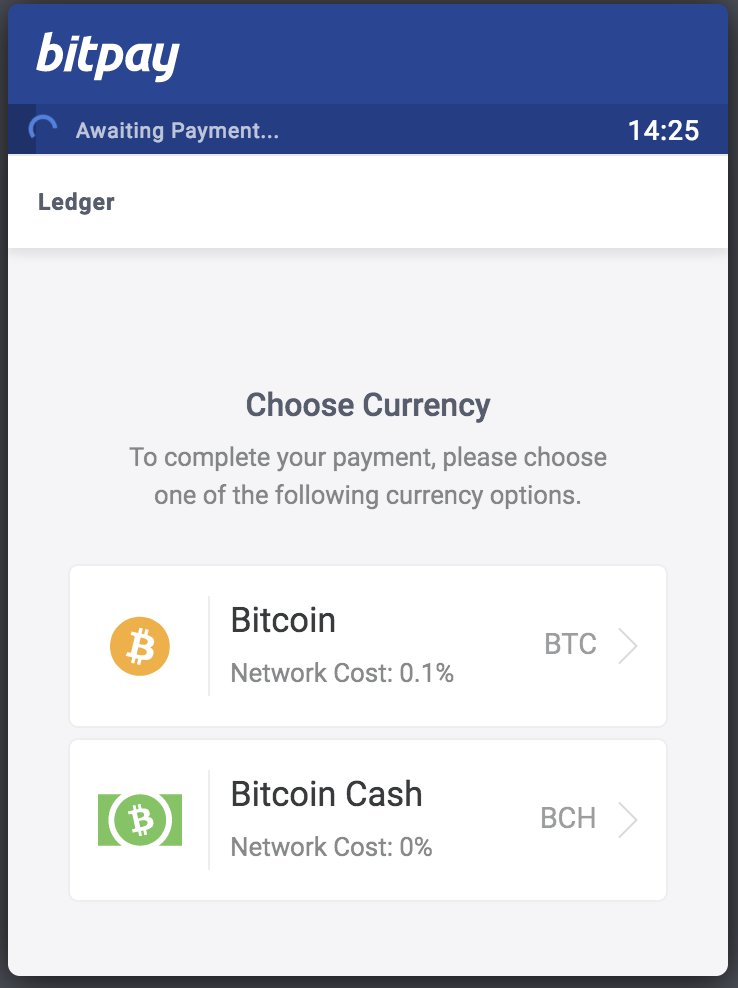 bitpay
Awaiting Payment...
14:25
Ledger
Choose Currency
To complete your payment, please choose
one of the following currency options.
Bitcoin
Network Cost: 0.1%
BTC
Bitcoin Cash
Network Cost: 0%
BCH